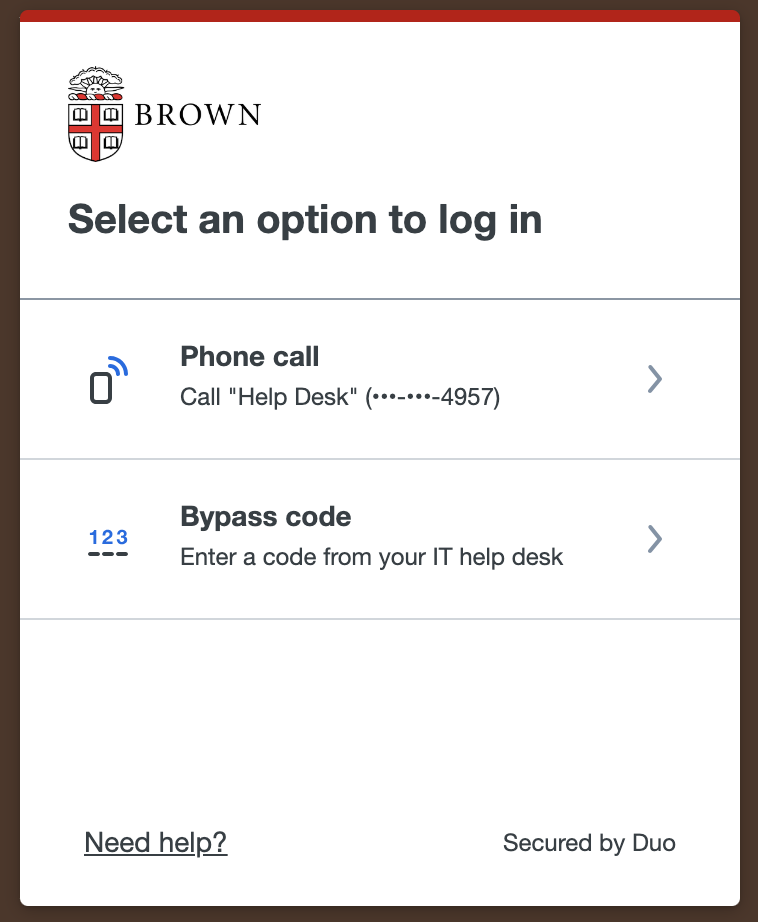 BROWN
Select an option to log in
Phone call
Call "Help Desk" (•••-•••-4957)
123
Bypass code
Enter a code from your IT help desk
Need help?
Secured by Duo